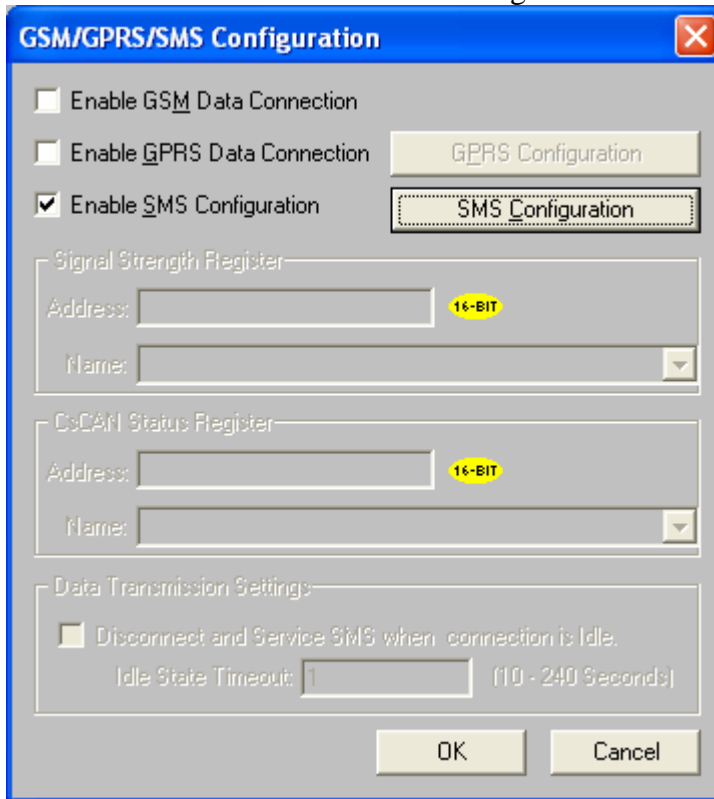 GSM/GPRS/SMS Configuration
Enable GSM Data Connection
Enable GPRS Data Connection
GPRS Configuration
Enable SMS Configuration
SMS Configuration
Signal Strength Register
Address:
16-BIT
Name:
CsCAN Status Register
Address:
16-BIT
Name:
Data Transmission Settings
Disconnect and Service SMS when connection is Idle.
Idle State Timeout: 1 (10 - 240 Seconds)
OK Cancel